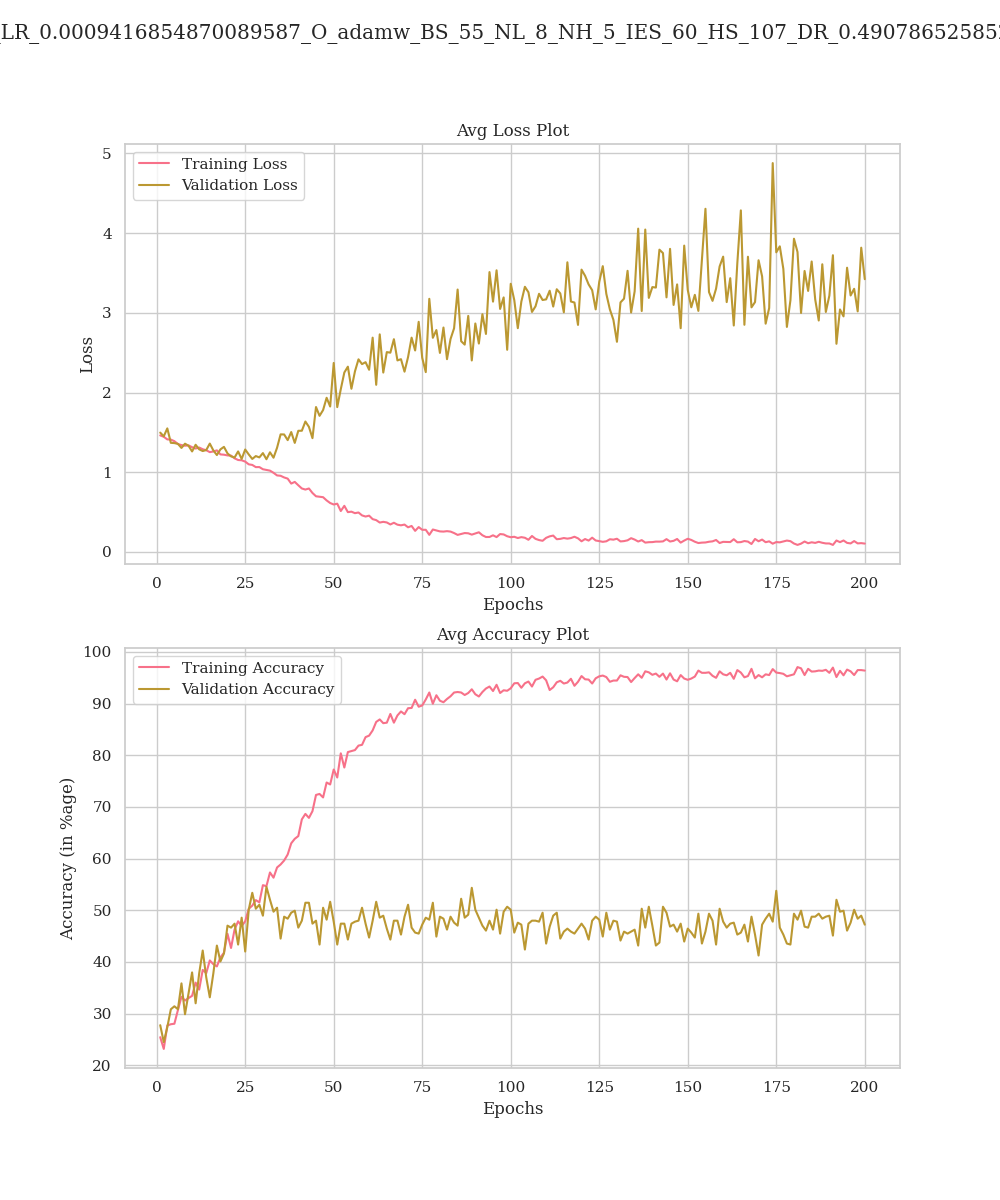 LR_0.00094168548700895​87_O_adamw_BS_55_NL_8_NH_5_IES_60_HS_107_DR_0.490786525852
Avg Loss Plot
Training Loss
Validation Loss
5
4
3
2
1
0
Loss
0 25 50 75 100 125 150 175 200
Epochs
Avg Accuracy Plot
Training Accuracy
Validation Accuracy
100
90
80
70
60
50
40
30
20
Accuracy (in %age)
0 25 50 75 100 125 150 175 200
Epochs